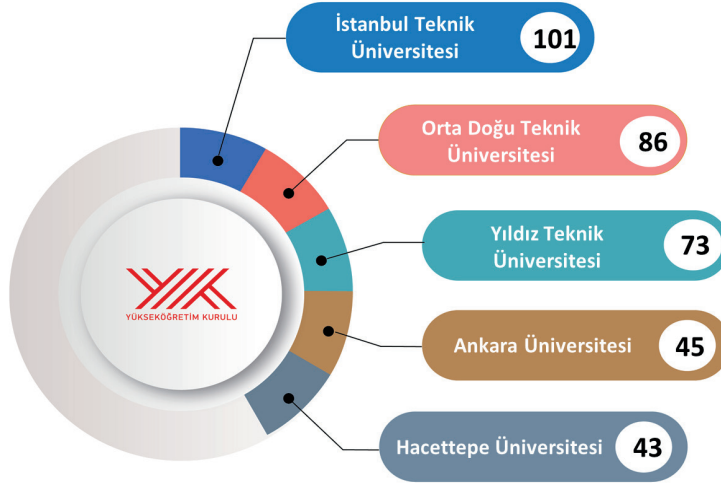 İstanbul Teknik
Üniversitesi
101
Orta Doğu Teknik
Üniversitesi
86
Yıldız Teknik
Üniversitesi
73
YÜKSEKÖĞRETİM KURULU
Ankara Üniversitesi
45
Hacettepe Üniversitesi
43